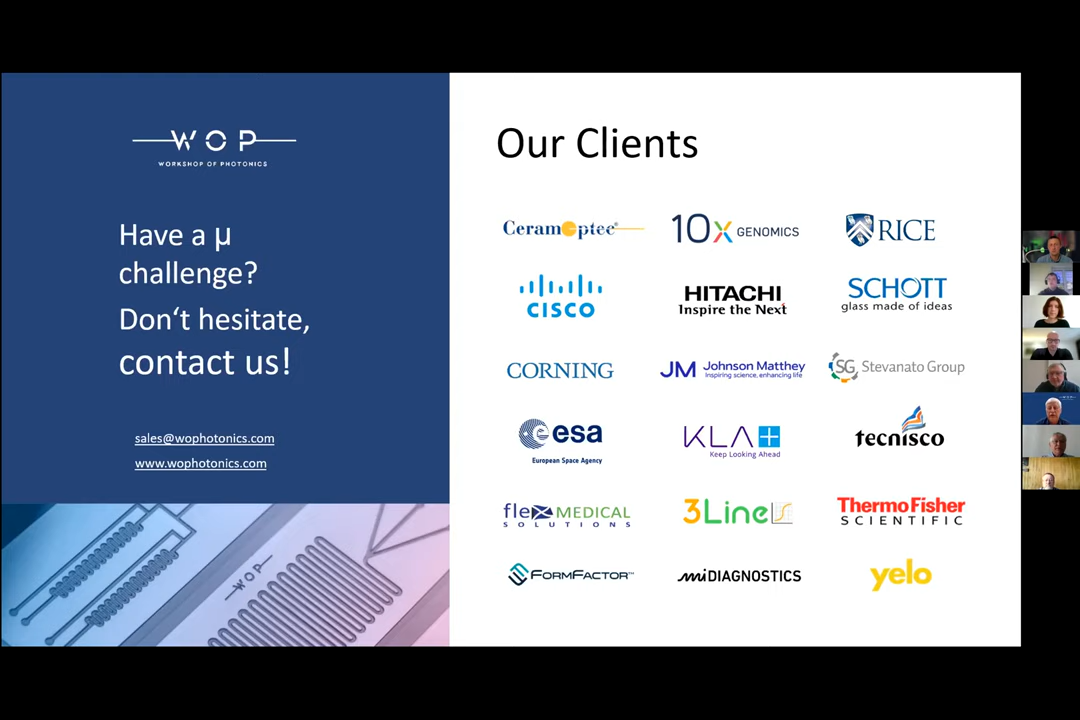 WOP
WORKSHOP OF PHOTONICS
Have a µ
challenge?
Don‘t hesitate,
contact us!
sales@wophotonics.com
www.wophotonics.com
WOP
Our Clients
CeramOptec®
10x GENOMICS
RICE
CISCO
HITACHI
Inspire the Next
SCHOTT
glass made of ideas
CORNING
JM Johnson Matthey
Inspiring science, enhancing life
SG Stevanato Group
esa
European Space Agency
KLA
Keep Looking Ahead
tecnisco
flex MEDICAL
SOLUTIONS
3Line
ThermoFisher
SCIENTIFIC
FORMFACTOR™
miDIAGNOSTICS
yelo